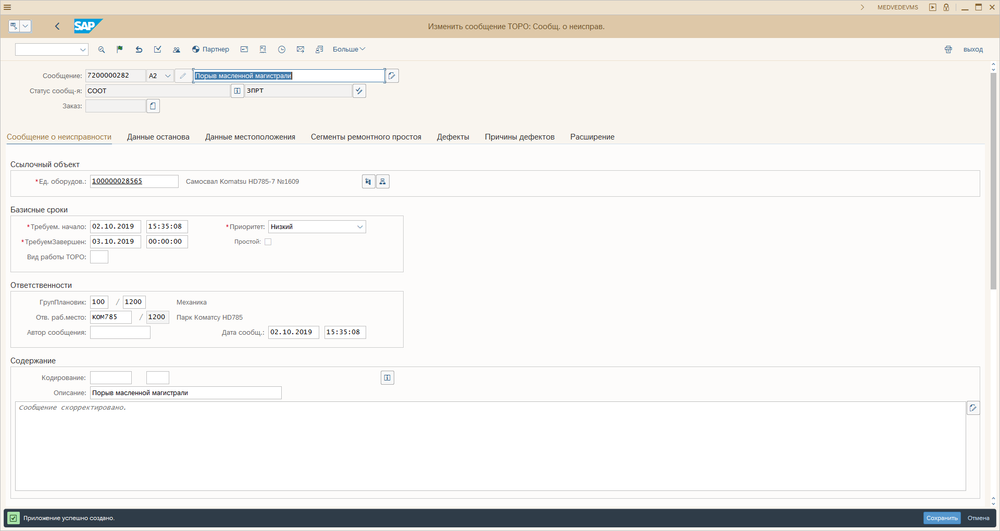 MEDVEDEVMS
SAP
Изменить сообщение ТОРО: Сообщ. о неисправ.
Партнер
Больше
выход
Сообщение: 7200000282 A2 Порыв масленной магистрали
Статус сообщ-я: СООТ ЗПРТ
Заказ:
Сообщение о неисправности Данные останова Данные местоположения Сегменты ремонтного простоя Дефекты Причины дефектов Расширение
Ссылочный объект
*Ед. оборудов.: 100000028565 Самосвал Komatsu HD785-7 №1609
Базисные сроки
*Требуем. начало: 02.10.2019 15:35:08 *Приоритет: Низкий
*ТребуемЗавершен: 03.10.2019 00:00:00 Простой:
Вид работы ТОРО:
Ответственности
ГрупПлановик: 100 / 1200 Механика
Отв. раб.место: КОМ785 / 1200 Парк Коматсу HD785
Автор сообщения: Дата сообщ.: 02.10.2019 15:35:08
Содержание
Кодирование:
Описание: Порыв масленной магистрали
Сообщение скорректировано.
Приложение успешно создано.
Сохранить Отмена